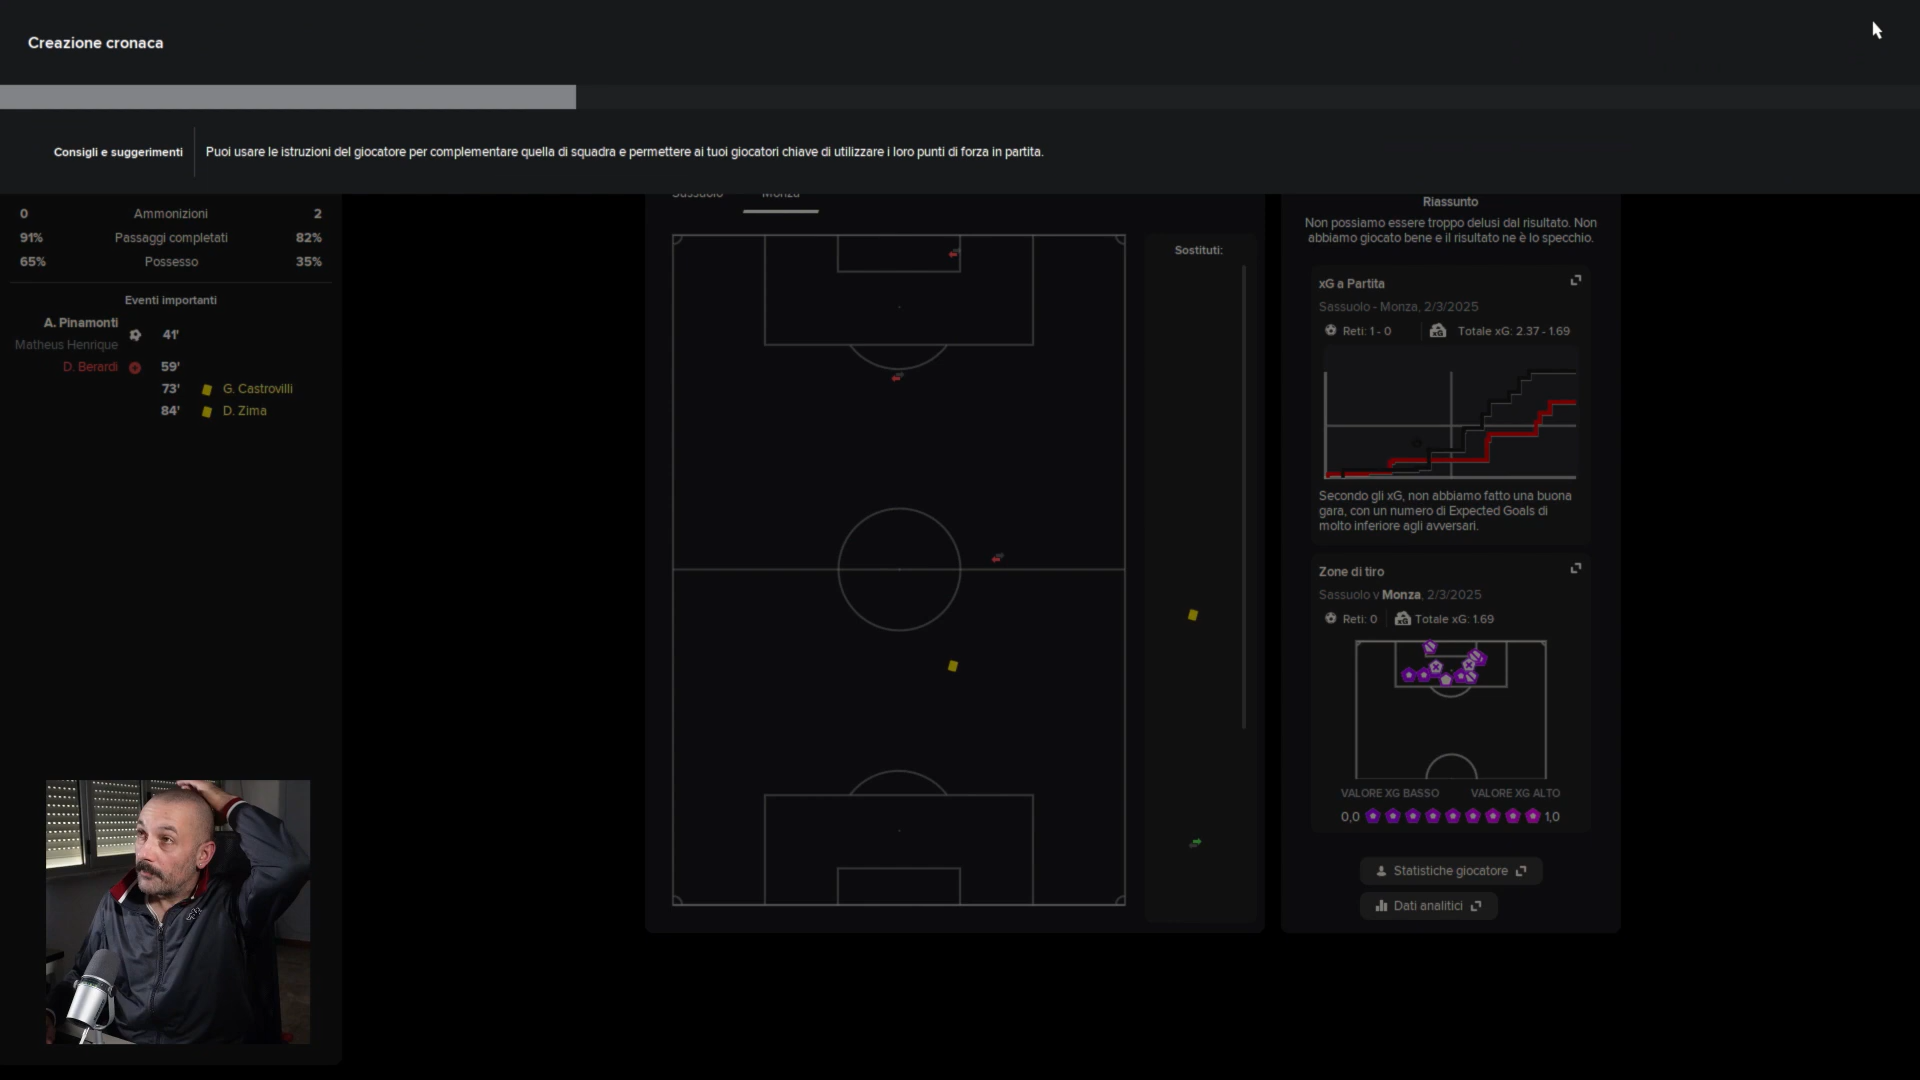 Creazione cronaca
Consigli e suggerimenti
Puoi usare le istruzioni del giocatore per complementare quella di squadra e permettere ai tuoi giocatori chiave di utilizzare i loro punti di forza in partita.
Sassuolo Monza
0 Ammonizioni 2
91% Passaggi completati 82%
65% Possesso 35%
Eventi importanti
A. Pinamonti 41'
Matheus Henrique
D. Berardi 59'
73' G. Castrovilli
84' D. Zima
Sostituti:
Riassunto
Non possiamo essere troppo delusi dal risultato. Non
abbiamo giocato bene e il risultato ne è lo specchio.
xG a Partita
Sassuolo - Monza, 2/3/2025
Reti: 1 - 0 Totale xG: 2.37 - 1.69
Secondo gli xG, non abbiamo fatto una buona
gara, con un numero di Expected Goals di
molto inferiore agli avversari.
Zone di tiro
Sassuolo v Monza, 2/3/2025
Reti: 0 Totale xG: 1.69
VALORE XG BASSO VALORE XG ALTO
0,0 1,0
Statistiche giocatore
Dati analitici